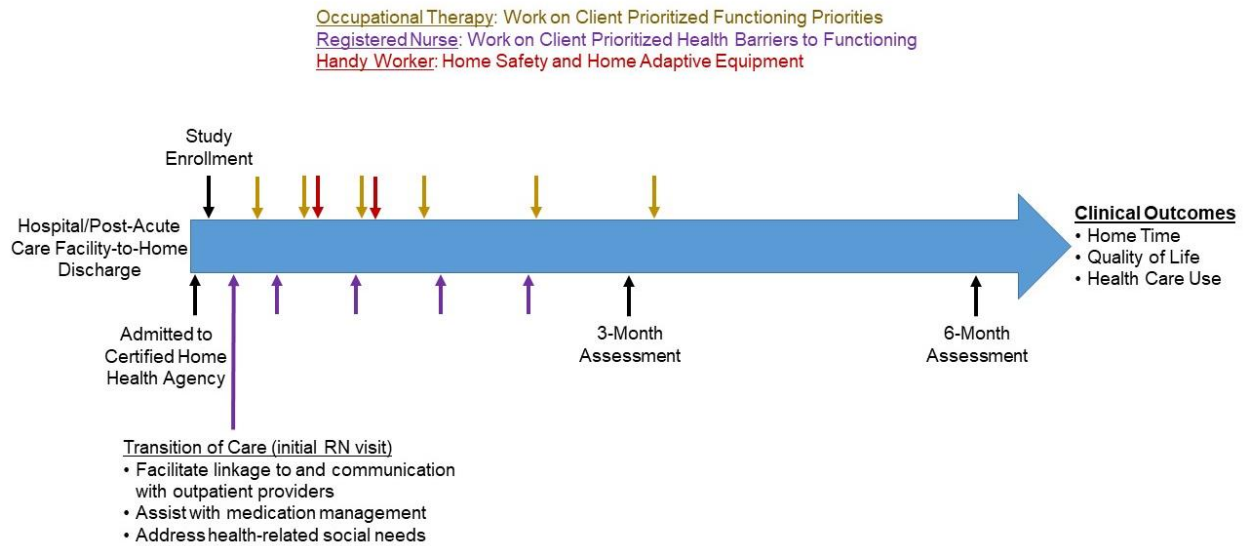 Occupational Therapy: Work on Client Prioritized Functioning Priorities
Registered Nurse: Work on Client Prioritized Health Barriers to Functioning
Handy Worker: Home Safety and Home Adaptive Equipment
Study
Enrollment
Hospital/Post-Acute
Care Facility-to-Home
Discharge
Clinical Outcomes
• Home Time
• Quality of Life
• Health Care Use
Admitted to
Certified Home
Health Agency
3-Month
Assessment
6-Month
Assessment
Transition of Care (initial RN visit)
• Facilitate linkage to and communication
with outpatient providers
• Assist with medication management
• Address health-related social needs